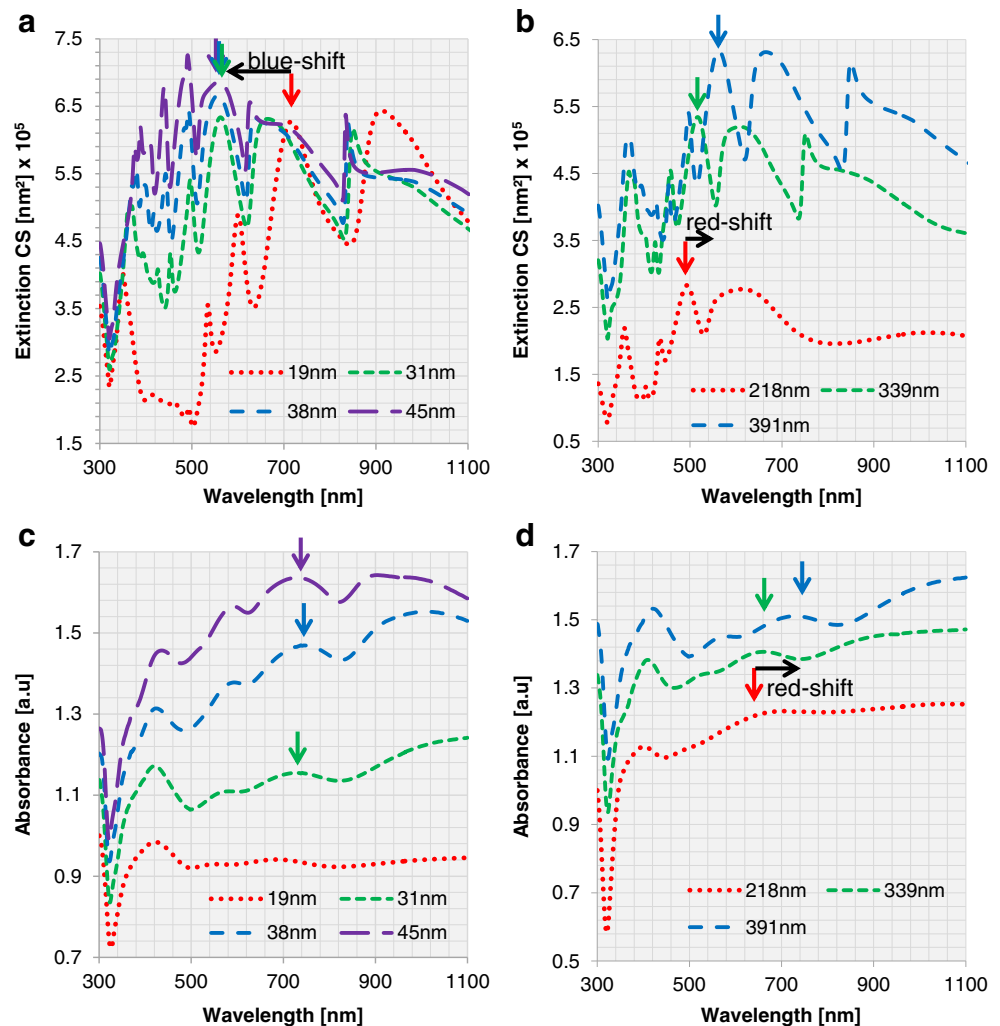 a
7.5
6.5
5.5
4.5
3.5
2.5
1.5
Extinction CS [nm²] x 10⁵
blue-shift
19nm
31nm
38nm
45nm
300
500
700
900
1100
Wavelength [nm]
b
6.5
5.5
4.5
3.5
2.5
1.5
0.5
Extinction CS [nm²] x 10⁵
red-shift
218nm
339nm
391nm
300
500
700
900
1100
Wavelength [nm]
c
1.7
1.5
1.3
1.1
0.9
0.7
Absorbance [a.u]
19nm
31nm
38nm
45nm
300
500
700
900
1100
Wavelength [nm]
d
1.7
1.5
1.3
1.1
0.9
0.7
0.5
Absorbance [a.u]
red-shift
218nm
339nm
391nm
300
500
700
900
1100
Wavelength [nm]